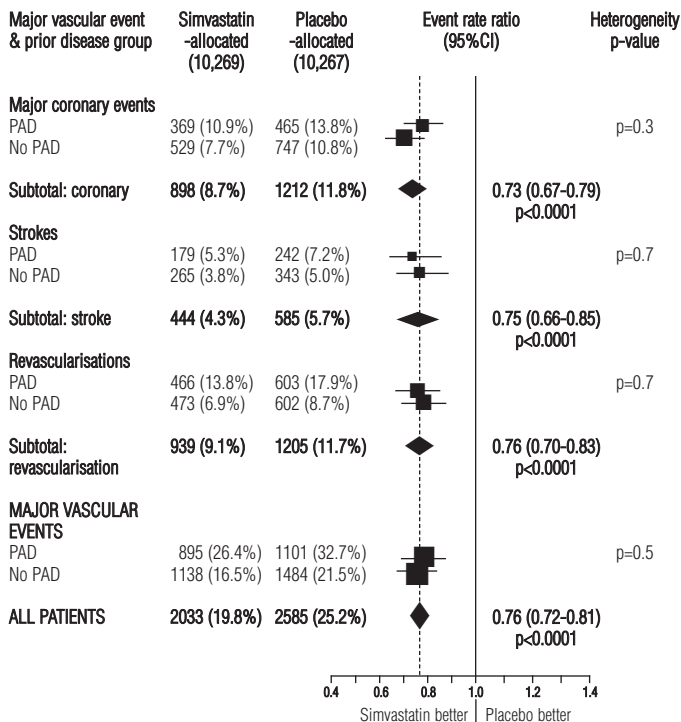 Major vascular event Simvastatin Placebo Event rate ratio Heterogeneity
& prior disease group -allocated -allocated (95%CI) p-value
(10,269) (10,267)
Major coronary events
PAD 369 (10.9%) 465 (13.8%) p=0.3
No PAD 529 (7.7%) 747 (10.8%)
Subtotal: coronary 898 (8.7%) 1212 (11.8%) 0.73 (0.67-0.79)
p<0.0001
Strokes
PAD 179 (5.3%) 242 (7.2%) p=0.7
No PAD 265 (3.8%) 343 (5.0%)
Subtotal: stroke 444 (4.3%) 585 (5.7%) 0.75 (0.66-0.85)
p<0.0001
Revascularisations
PAD 466 (13.8%) 603 (17.9%) p=0.7
No PAD 473 (6.9%) 602 (8.7%)
Subtotal: 939 (9.1%) 1205 (11.7%) 0.76 (0.70-0.83)
revascularisation p<0.0001
MAJOR VASCULAR
EVENTS
PAD 895 (26.4%) 1101 (32.7%) p=0.5
No PAD 1138 (16.5%) 1484 (21.5%)
ALL PATIENTS 2033 (19.8%) 2585 (25.2%) 0.76 (0.72-0.81)
p<0.0001
0.4 0.6 0.8 1.0 1.2 1.4
Simvastatin better Placebo better